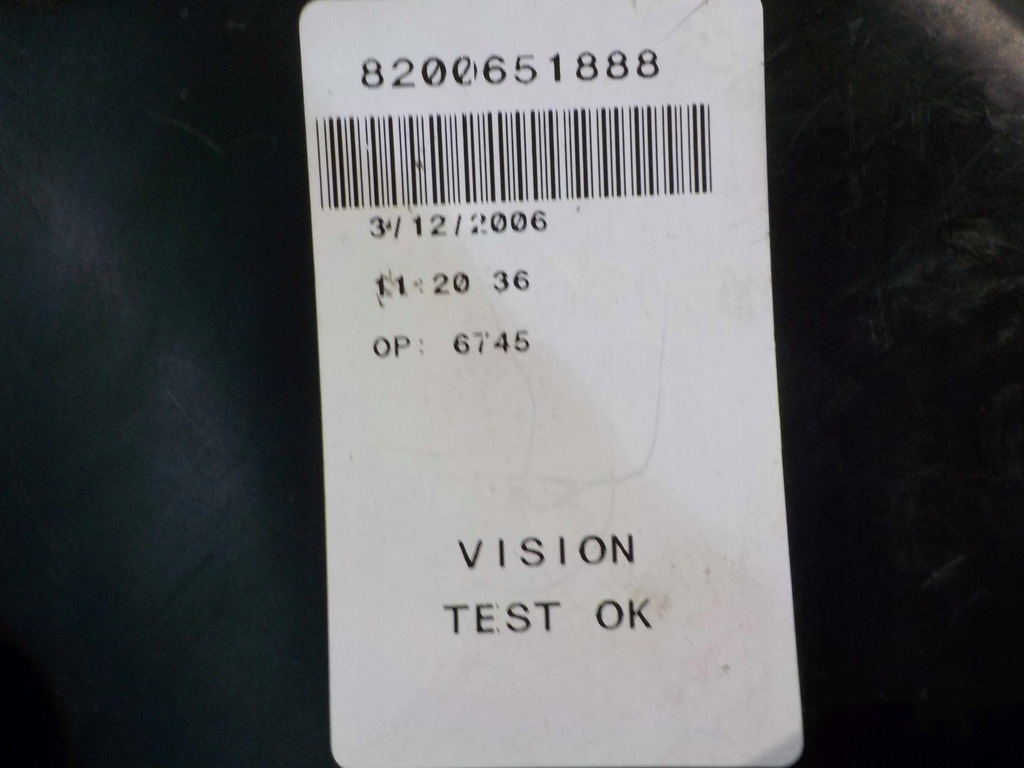 8200651888
3/12/2006
11:20 36
OP: 6745
VISION
TEST OK